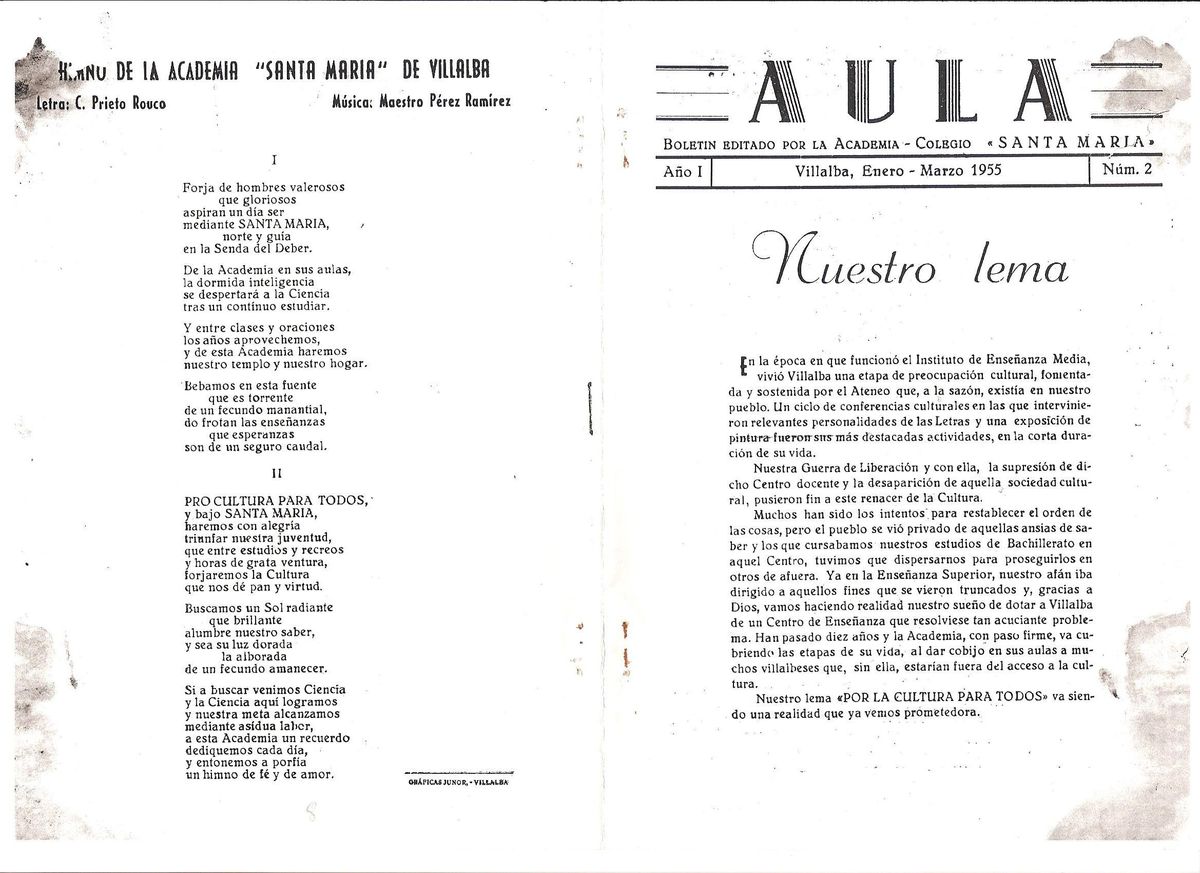 HIMNO DE LA ACADEMIA "SANTA MARIA" DE VILLALBA
Letra: C. Prieto Rouco Música: Maestro Pérez Ramírez
I
Forja de hombres valerosos
que gloriosos
aspiran un día ser
mediante SANTA MARIA,
norte y guía
en la Senda del Deber.
De la Academia en sus aulas,
la dormida inteligencia
se despertará a la Ciencia
tras un contínuo estudiar.
Y entre clases y oraciones
los años aprovechemos,
y de esta Academia haremos
nuestro templo y nuestro hogar.
Bebamos en esta fuente
que es torrente
de un fecundo manantial,
do frotan las enseñanzas
que esperanzas
son de un seguro caudal.
II
PRO CULTURA PARA TODOS,
y bajo SANTA MARIA,
haremos con alegría
triunfar nuestra juventud,
que entre estudios y recreos
y horas de grata ventura,
forjaremos la Cultura
que nos dé pan y virtud.
Buscamos un Sol radiante
que brillante
alumbre nuestro saber,
y sea su luz dorada
la alborada
de un fecundo amanecer.
Si a buscar venimos Ciencia
y la Ciencia aquí logramos
y nuestra meta alcanzamos
mediante asídua labor,
a esta Academia un recuerdo
dediquemos cada día,
y entonemos a porfía
un himno de fé y de amor.
GRÁFICAS JUNOR,-VILLALBA
8
AULA
BOLETIN EDITADO POR LA ACADEMIA - COLEGIO «SANTA MARIA»
Año I Villalba, Enero - Marzo 1955 Núm. 2
Nuestro lema
En la época en que funcionó el Instituto de Enseñanza Media,
vivió Villalba una etapa de preocupación cultural, fomenta-
da y sostenida por el Ateneo que, a la sazón, existía en nuestro
pueblo. Un ciclo de conferencias culturales en las que intervinie-
ron relevantes personalidades de las Letras y una exposición de
pintura fueron sus más destacadas actividades, en la corta dura-
ción de su vida.
Nuestra Guerra de Liberación y con ella, la supresión de di-
cho Centro docente y la desaparición de aquella sociedad cultu-
ral, pusieron fin a este renacer de la Cultura.
Muchos han sido los intentos para restablecer el orden de
las cosas, pero el pueblo se vió privado de aquellas ansias de sa-
ber y los que cursabamos nuestros estudios de Bachillerato en
aquel Centro, tuvimos que dispersarnos para proseguirlos en
otros de afuera. Ya en la Enseñanza Superior, nuestro afán iba
dirigido a aquellos fines que se vieron truncados y, gracias a
Dios, vamos haciendo realidad nuestro sueño de dotar a Villalba
de un Centro de Enseñanza que resolviese tan acuciante proble-
ma. Han pasado diez años y la Academia, con paso firme, va cu-
briendo las etapas de su vida, al dar cobijo en sus aulas a mu-
chos villalbeses que, sin ella, estarían fuera del acceso a la cul-
tura.
Nuestro lema «POR LA CULTURA PARA TODOS» va sien-
do una realidad que ya vemos prometedora.